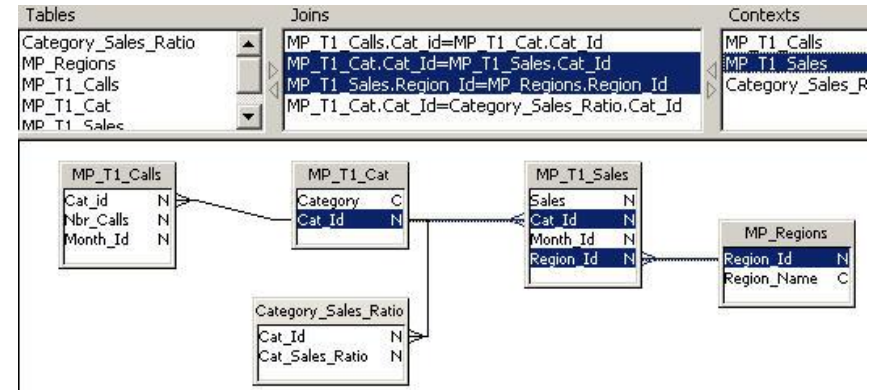 Tables
Joins
Contexts
Category_Sales_Ratio
MP_Regions
MP_T1_Calls
MP_T1_Cat
MP_T1_Sales
MP_T1_Calls.Cat_id=MP_T1_Cat.Cat_Id
MP_T1_Cat.Cat_Id=MP_T1_Sales.Cat_Id
MP_T1_Sales.Region_Id=MP_Regions.Region_Id
MP_T1_Cat.Cat_Id=Category_Sales_Ratio.Cat_Id
MP_T1_Calls
MP_T1_Sales
Category_Sales_R
MP_T1_Calls
Cat_id N
Nbr_Calls N
Month_Id N
MP_T1_Cat
Category C
Cat_Id N
MP_T1_Sales
Sales N
Cat_Id N
Month_Id N
Region_Id N
MP_Regions
Region_Id N
Region_Name C
Category_Sales_Ratio
Cat_Id N
Cat_Sales_Ratio N